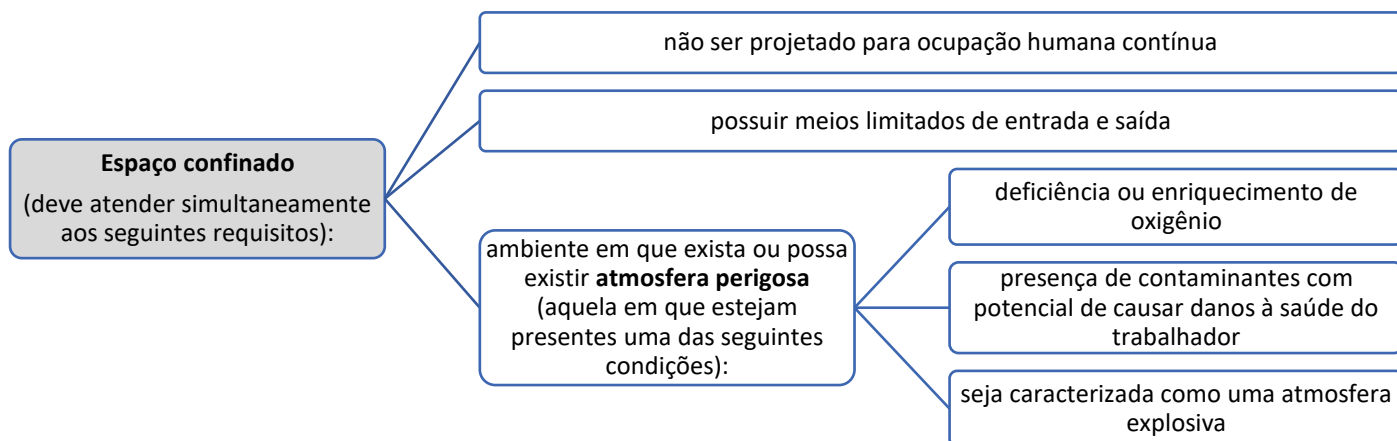 Espaço confinado
(deve atender simultaneamente
aos seguintes requisitos):
não ser projetado para ocupação humana contínua
possuir meios limitados de entrada e saída
ambiente em que exista ou possa
existir atmosfera perigosa
(aquela em que estejam
presentes uma das seguintes
condições):
deficiência ou enriquecimento de
oxigênio
presença de contaminantes com
potencial de causar danos à saúde do
trabalhador
seja caracterizada como uma atmosfera
explosiva